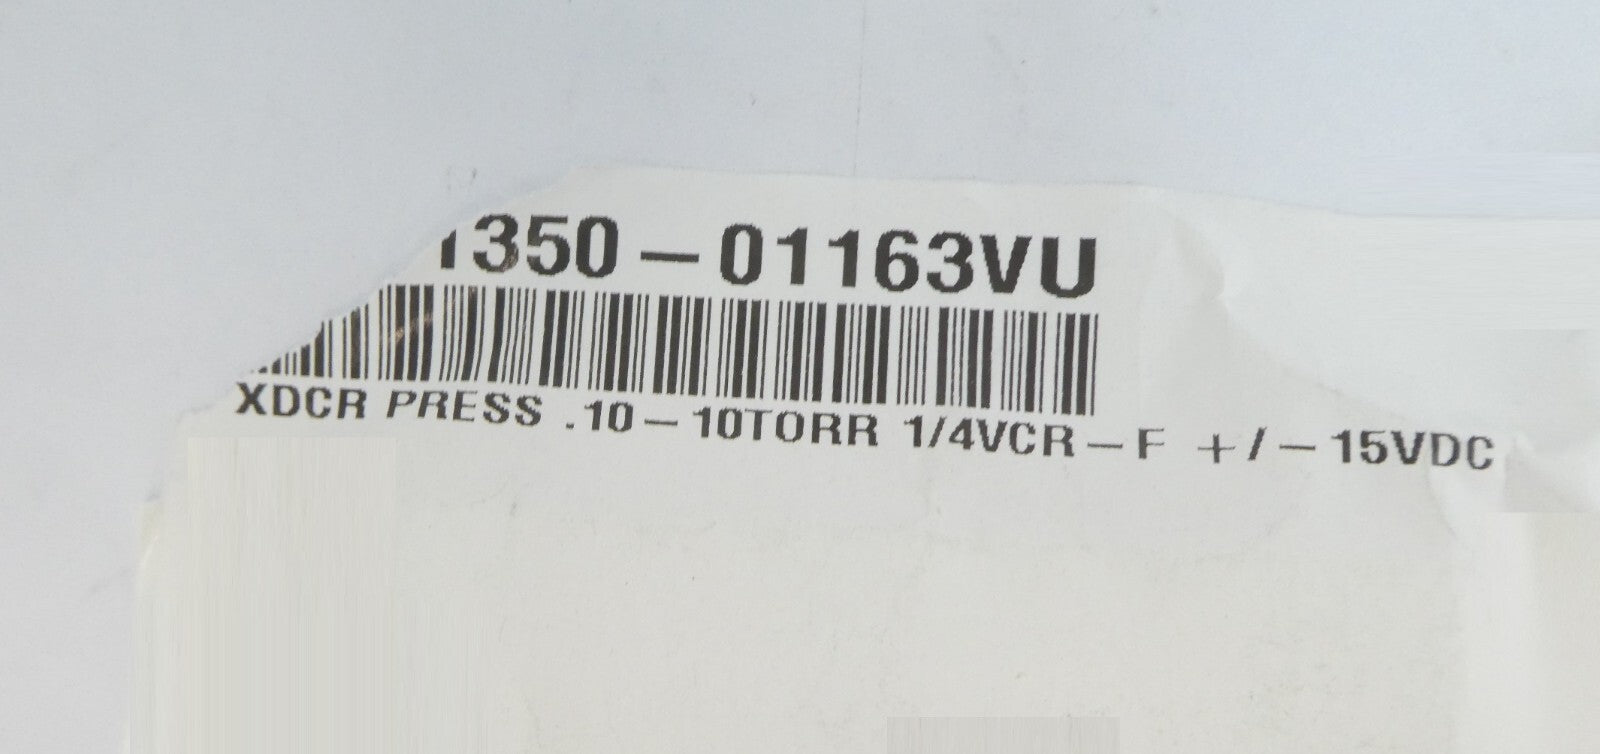 1350-01163VU
XDCR PRESS .10-10TORR 1/4VCR-F +/-15VDC